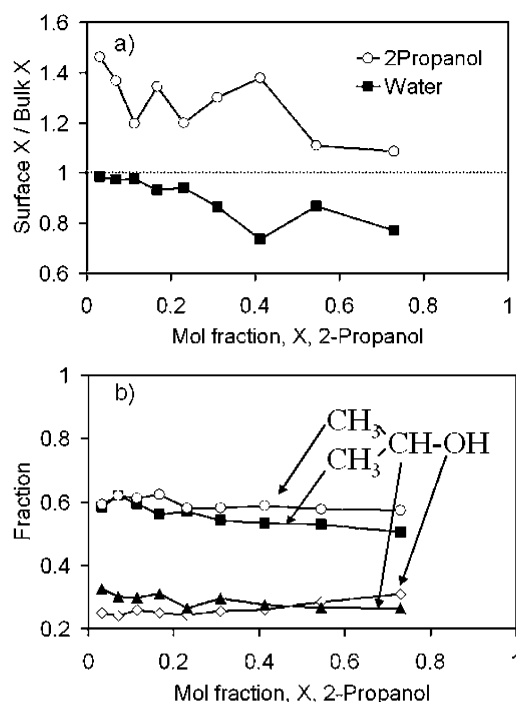 1.6
a)
2Propanol
1.4
Water
1.2
1
0.8
0.6
Surface X / Bulk X
0 0.2 0.4 0.6 0.8 1
Mol fraction, X, 2-Propanol
1
b)
CH3
CH3 CH-OH
0.8
0.6
0.4
0.2
Fraction
0 0.2 0.4 0.6 0.8 1
Mol fraction, X, 2-Propanol